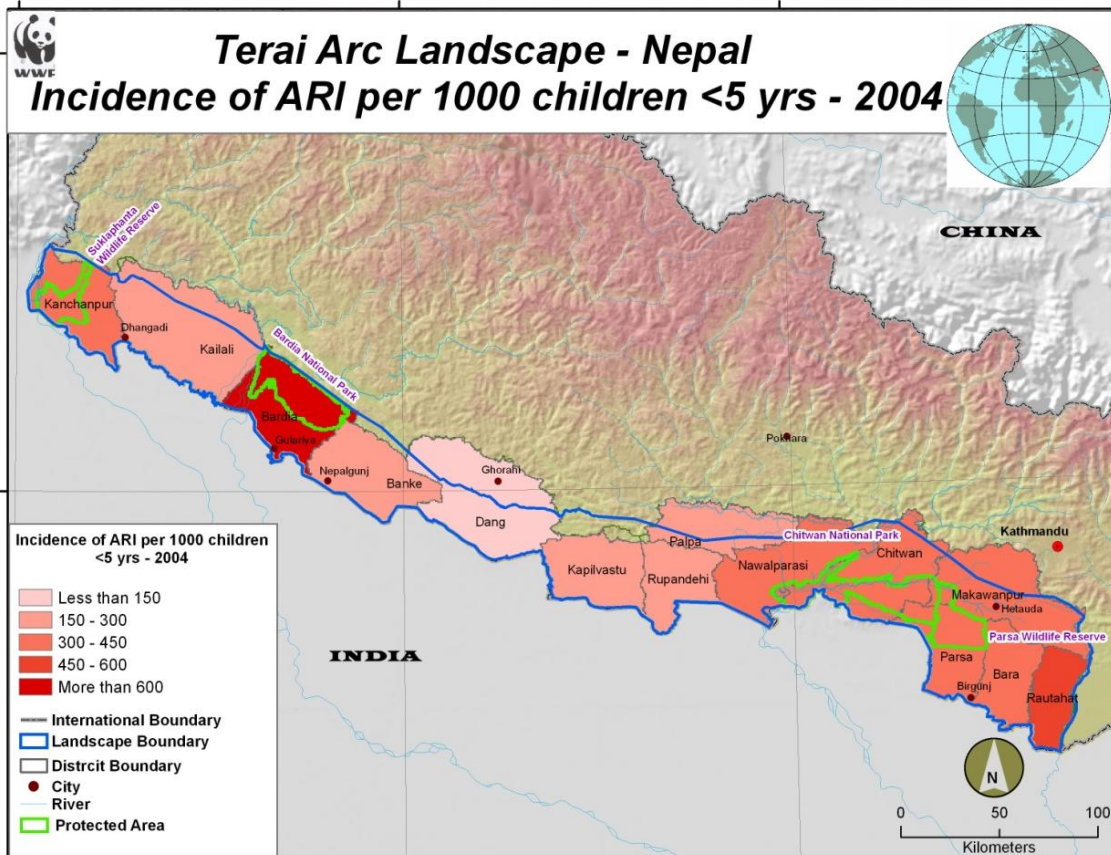 WWF
Terai Arc Landscape - Nepal
Incidence of ARI per 1000 children <5 yrs - 2004
CHINA
Suklaphanta
Wildlife Reserve
Kanchanpur
Dhangadi
Kailali
Bardia National Park
Bardia
Gulariya
Nepalgunj
Banke
Ghorahi
Dang
Pokhara
Kathmandu
Palpa
Chitwan National Park
Chitwan
Kapilvastu
Rupandehi
Nawalparasi
Makawanpur
Hetauda
Parsa Wildlife Reserve
Parsa
Bara
Birgunj
Rautahat
INDIA
Incidence of ARI per 1000 children
<5 yrs - 2004
Less than 150
150 - 300
300 - 450
450 - 600
More than 600
International Boundary
Landscape Boundary
Distrcit Boundary
City
River
Protected Area
N
0 50 100
Kilometers